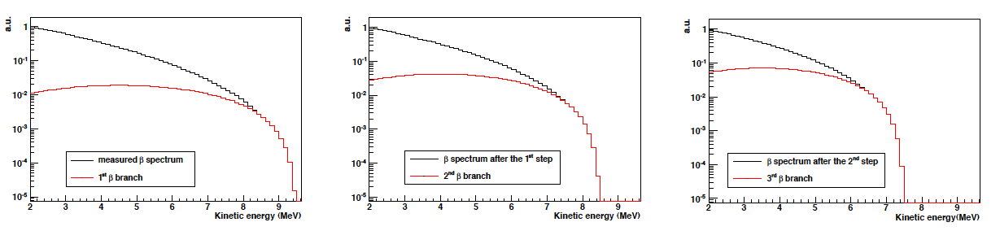 a.u.
1
10-1
10-2
10-3
10-4
10-5
measured β spectrum
1st β branch
2 3 4 5 6 7 8 9
Kinetic energy (MeV)
a.u.
1
10-1
10-2
10-3
10-4
10-5
β spectrum after the 1st step
2nd β branch
2 3 4 5 6 7 8 9
Kinetic energy (MeV)
a.u.
1
10-1
10-2
10-3
10-4
10-5
β spectrum after the 2nd step
3rd β branch
2 3 4 5 6 7 8 9
Kinetic energy(MeV)